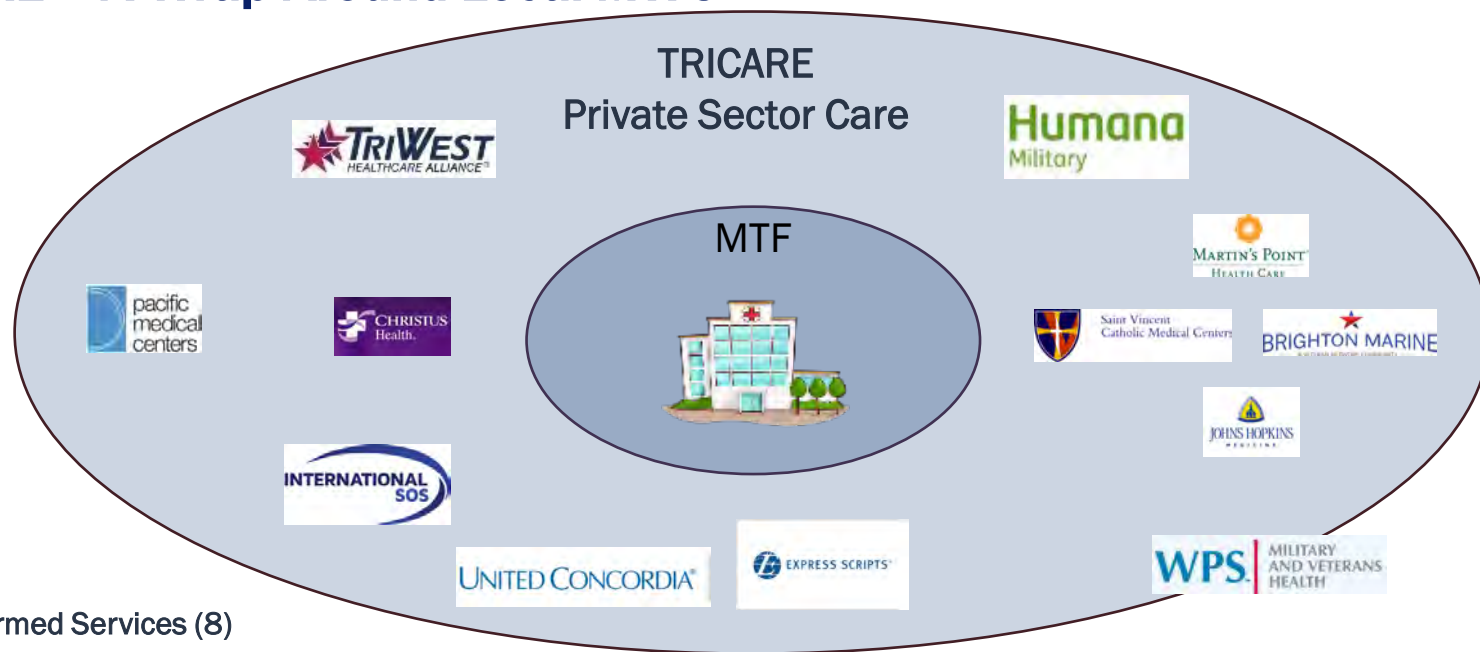 TRICARE
Private Sector Care
TRIWEST
HEALTHCARE ALLIANCE
Humana
Military
MTF
MARTIN'S POINT
HEALTH CARE
pacific
medical
centers
CHRISTUS
Health.
Saint Vincent
Catholic Medical Centers
BRIGHTON MARINE
JOHNS HOPKINS
MEDICINE
INTERNATIONAL
SOS
UNITED CONCORDIA®
EXPRESS SCRIPTS®
WPS.
MILITARY
AND VETERANS
HEALTH
rmed Services (8)